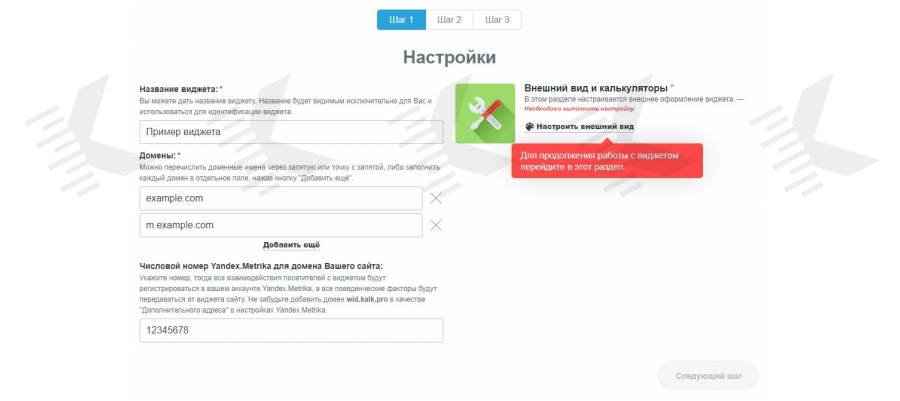 Шаг 1 Шаг 2 Шаг 3
Настройки
Название виджета: *
Вы можете дать название виджету. Название будет видимым исключительно для Вас и
использоваться для идентификации виджета.
Пример виджета
Домены: *
Можно перечислить доменные имена через запятую или точку с запятой, либо заполнить
каждый домен в отдельное поле, нажав кнопку "Добавить ещё".
example.com
m.example.com
Добавить ещё
Числовой номер Yandex.Metrika для домена Вашего сайта:
Укажите номер, тогда все взаимодействия посетителей с виджетом будут
регистрироваться в вашем аккаунте Yandex.Metrika, а все поведенческие факторы будут
передаваться от виджета сайту. Не забудьте добавить домен wid.kalk.pro в качестве
"Дополнительного адреса" в настройках Yandex.Metrika.
12345678
Внешний вид и калькуляторы *
В этом разделе настраивается внешнее оформление виджета. —
Необходимо выполнить настройку.
Настроить внешний вид
Для продолжения работы с виджетом
перейдите в этот раздел.
Следующий шаг